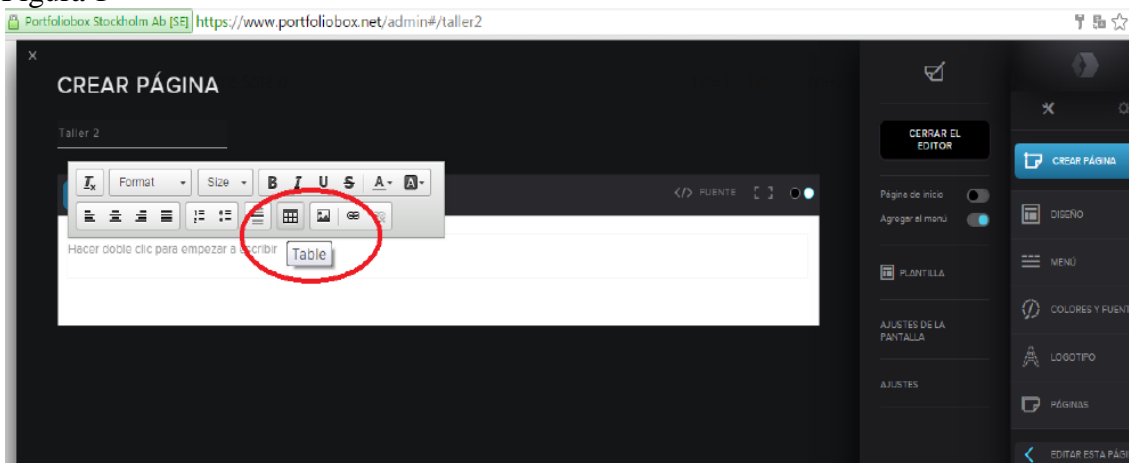 Portfoliobox Stockholm Ab [SE] https://www.portfoliobox.net/admin#/taller2
CREAR PÁGINA
Taller 2
Format Size B I U S A A
</> FUENTE
Hacer doble clic para empezar a escribir
Table
CERRAR EL
EDITOR
Página de inicio
Agregar al menú
PLANTILLA
AJUSTES DE LA
PANTALLA
AJUSTES
CREAR PÁGINA
DISEÑO
MENÚ
COLORES Y FUENT
LOGOTIPO
PÁGINAS
EDITAR ESTA PÁGI